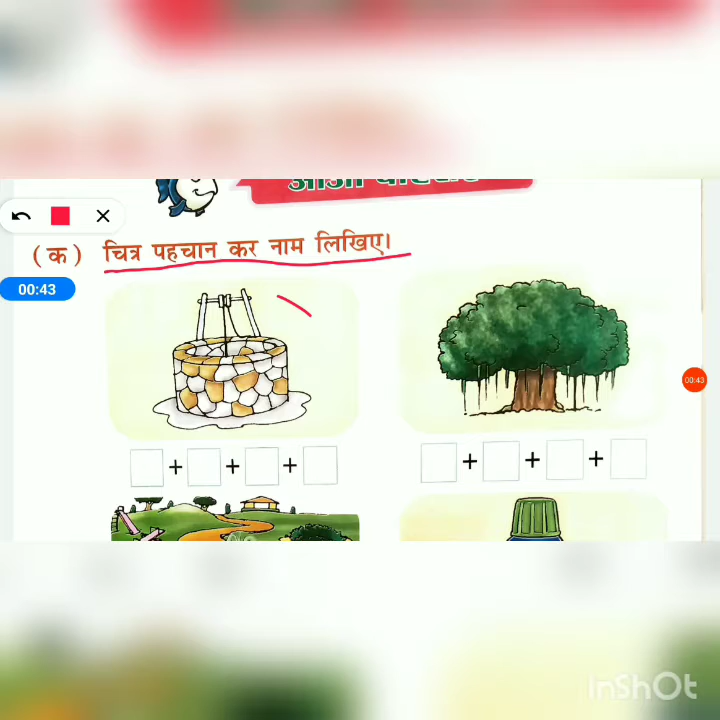 (क) चित्र पहचान कर नाम लिखिए।
00:43
00:43
+ + +
+ + +
InShOt